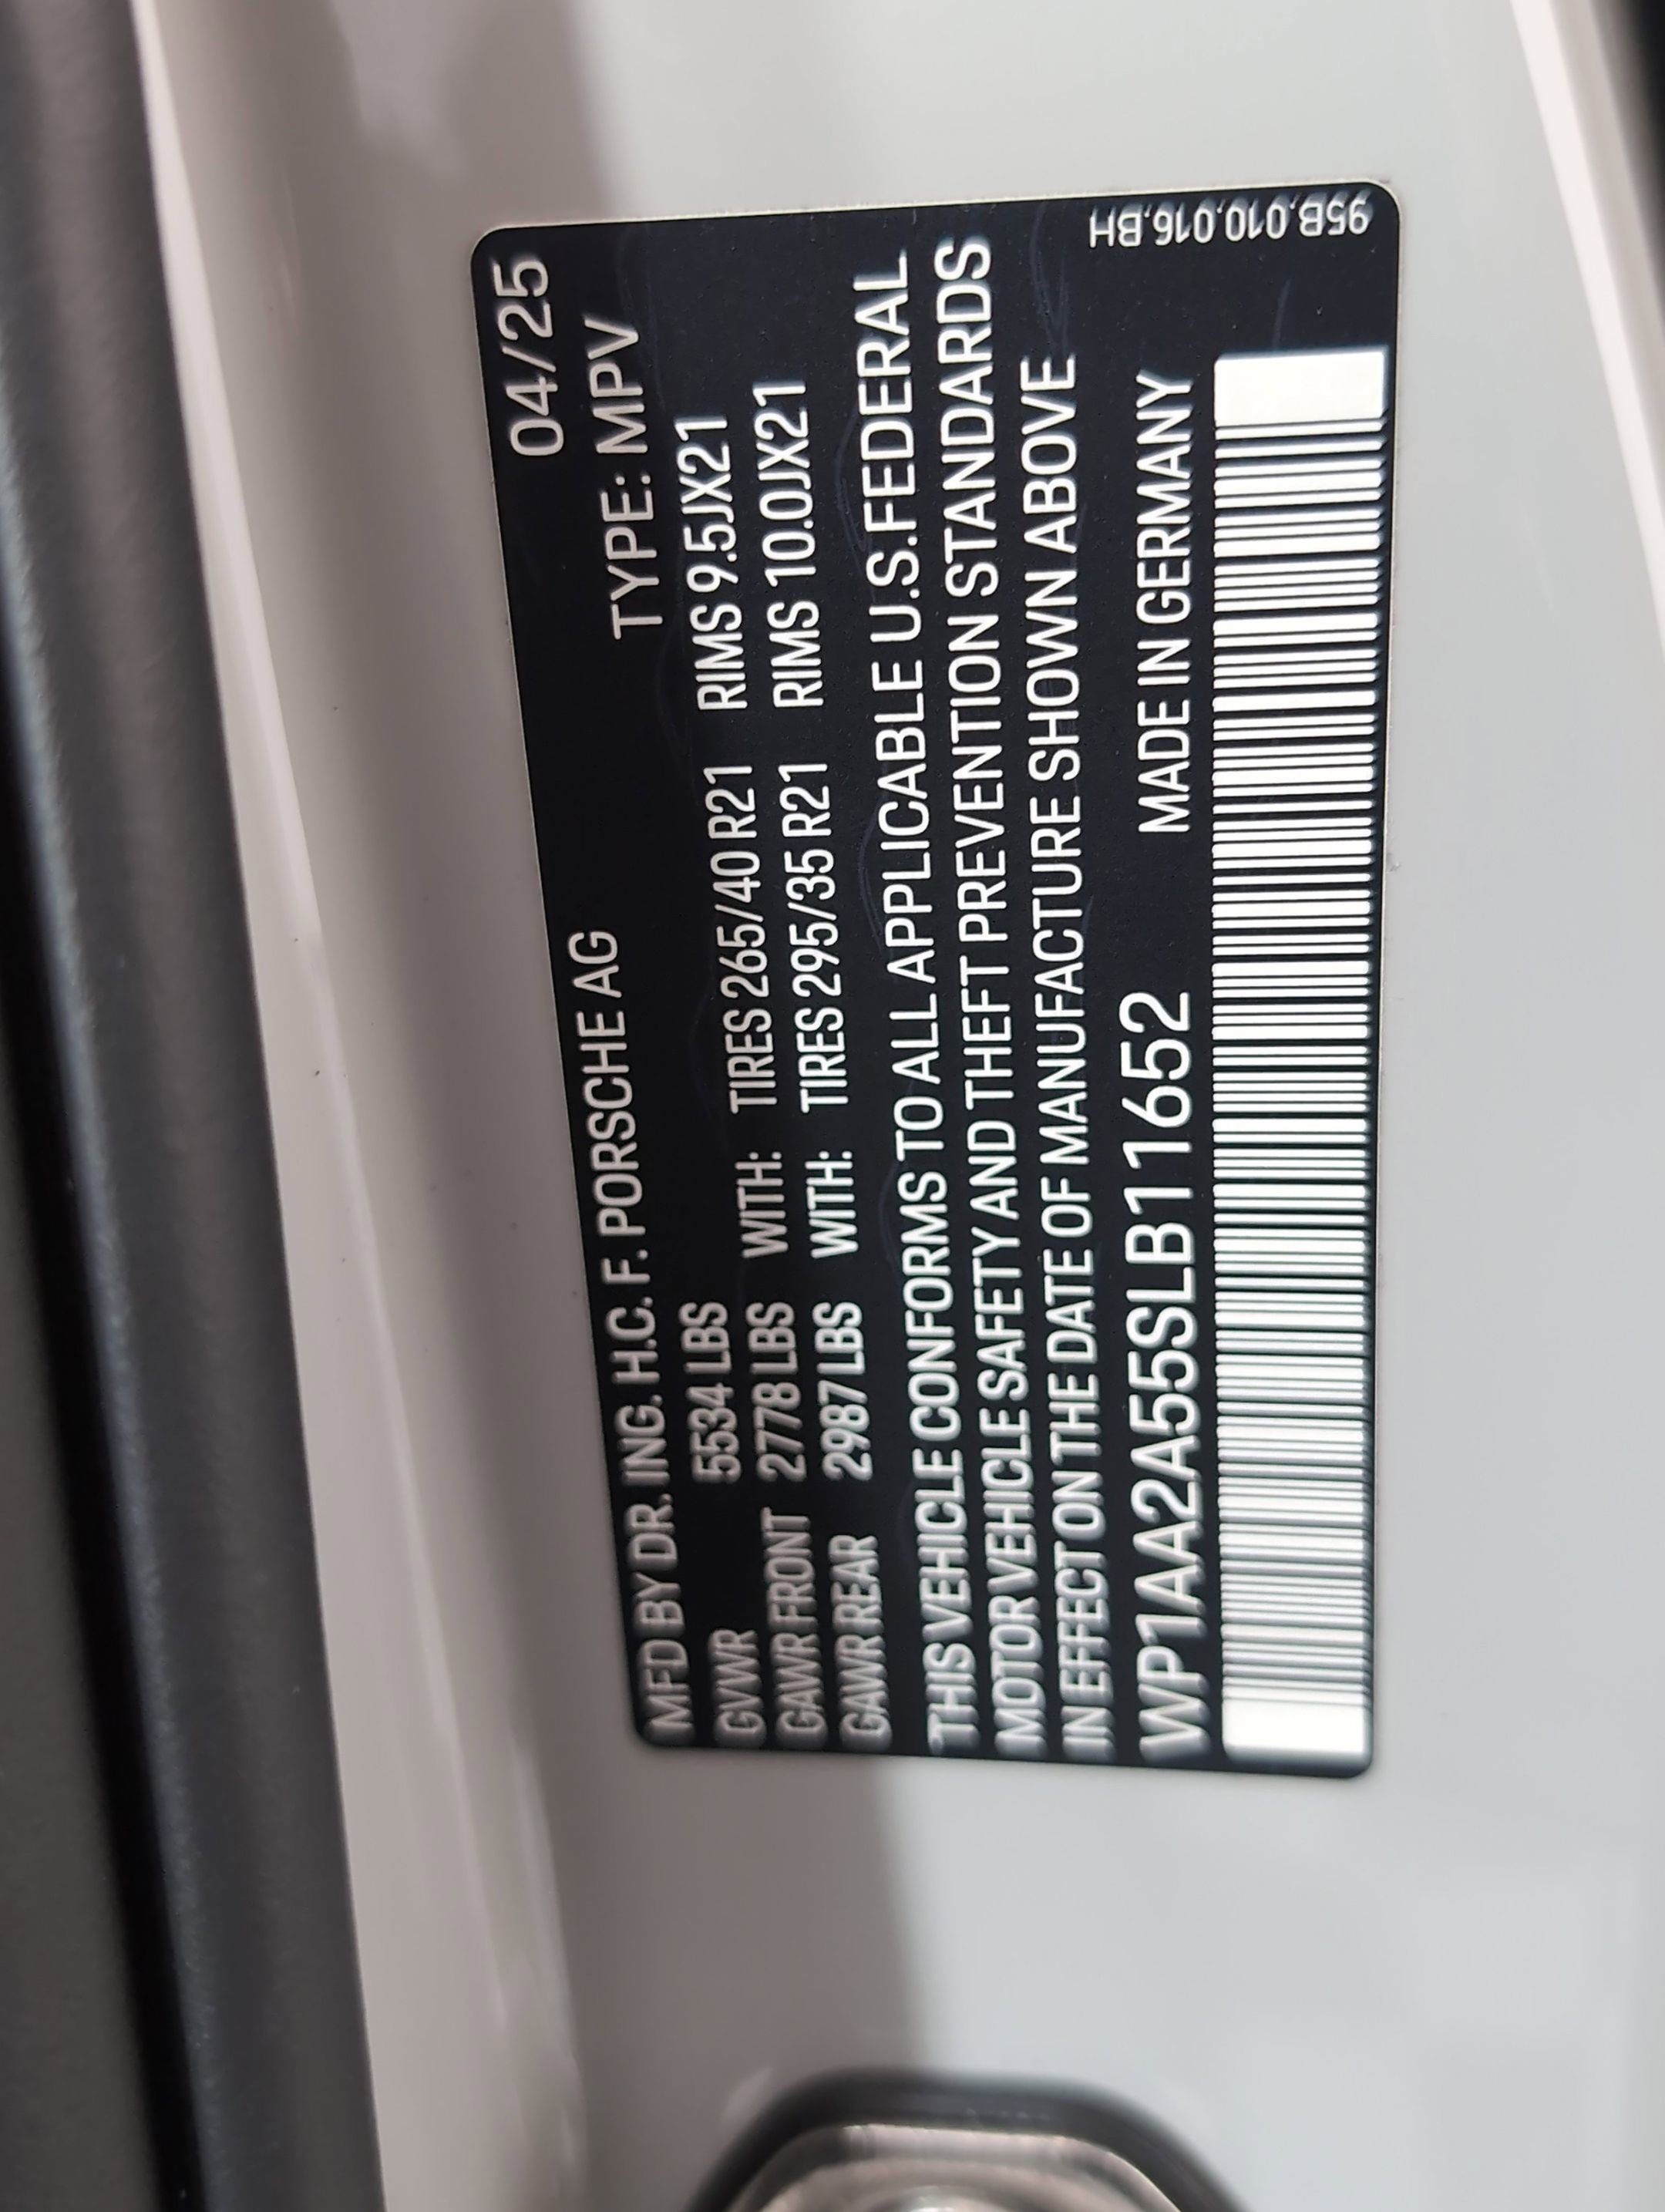 04/25
MFD BY DR. ING. H.C. F. PORSCHE AG
TYPE: MPV
GVWR 5534 LBS WITH: TIRES 265/40 R21 RIMS 9.5JX21
GAWR FRONT 2778 LBS WITH: TIRES 295/35 R21 RIMS 10.0JX21
GAWR REAR 2987 LBS
THIS VEHICLE CONFORMS TO ALL APPLICABLE U.S.FEDERAL
MOTOR VEHICLE SAFETY AND THEFT PREVENTION STANDARDS
IN EFFECT ON THE DATE OF MANUFACTURE SHOWN ABOVE
WP1AA2A55SLB11652 MADE IN GERMANY
95B.010.016.BH